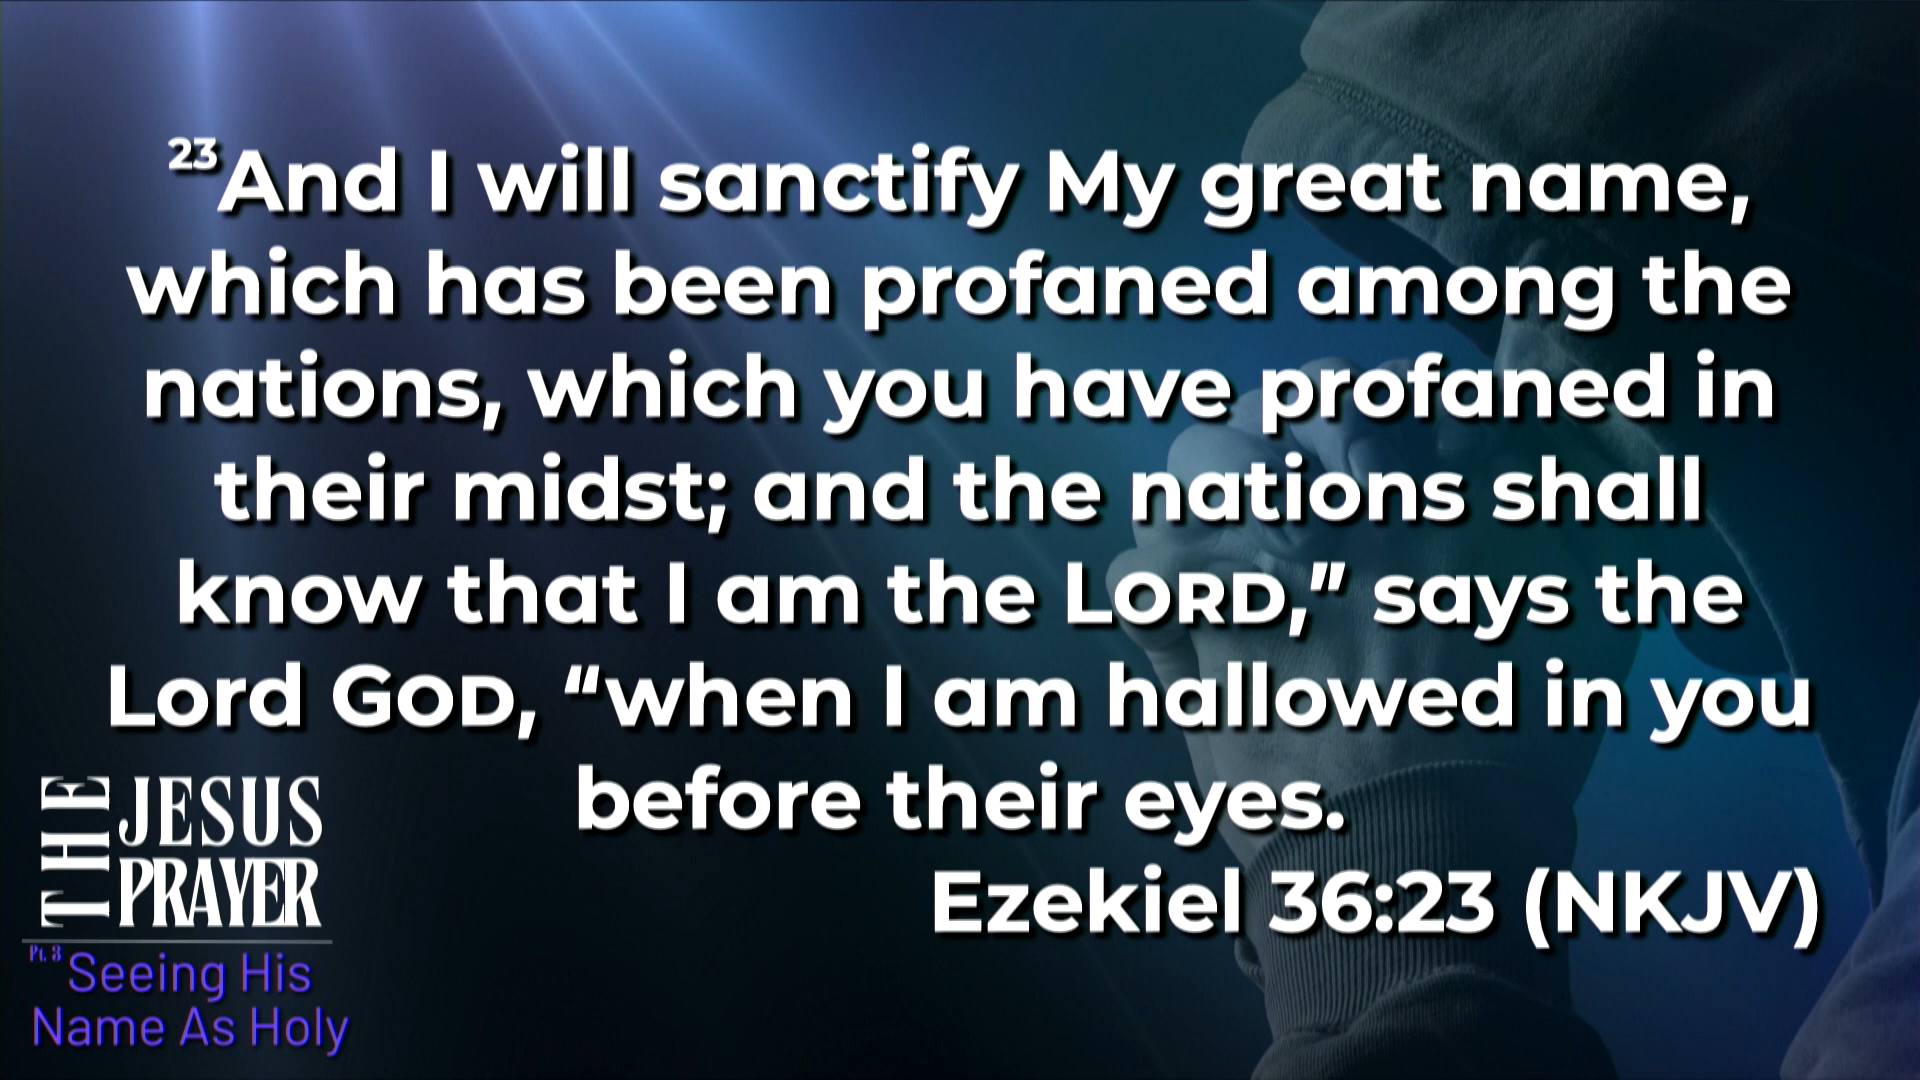 23And I will sanctify My great name,
which has been profaned among the
nations, which you have profaned in
their midst; and the nations shall
know that I am the LORD,” says the
Lord GOD, “when I am hallowed in you
before their eyes.
Ezekiel 36:23 (NKJV)
THE
JESUS
PRAYER
Pt. 3
Seeing His
Name As Holy